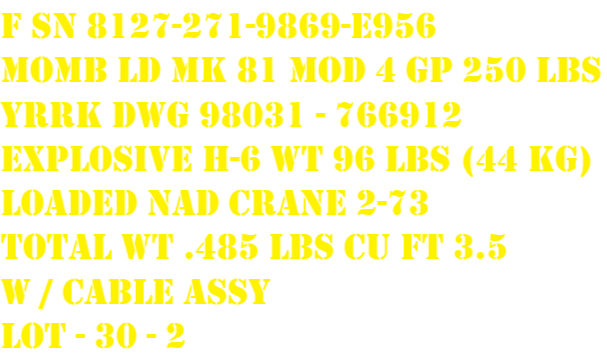 F SN 8127-271-9869-E956
MOMB LD MK 81 MOD 4 GP 250 LBS
YRRK DWG 98031 - 766912
EXPLOSIVE H-6 WT 96 LBS (44 KG)
LOADED NAD CRANE 2-73
TOTAL WT .485 LBS CU FT 3.5
W / CABLE ASSY
LOT - 30 - 2